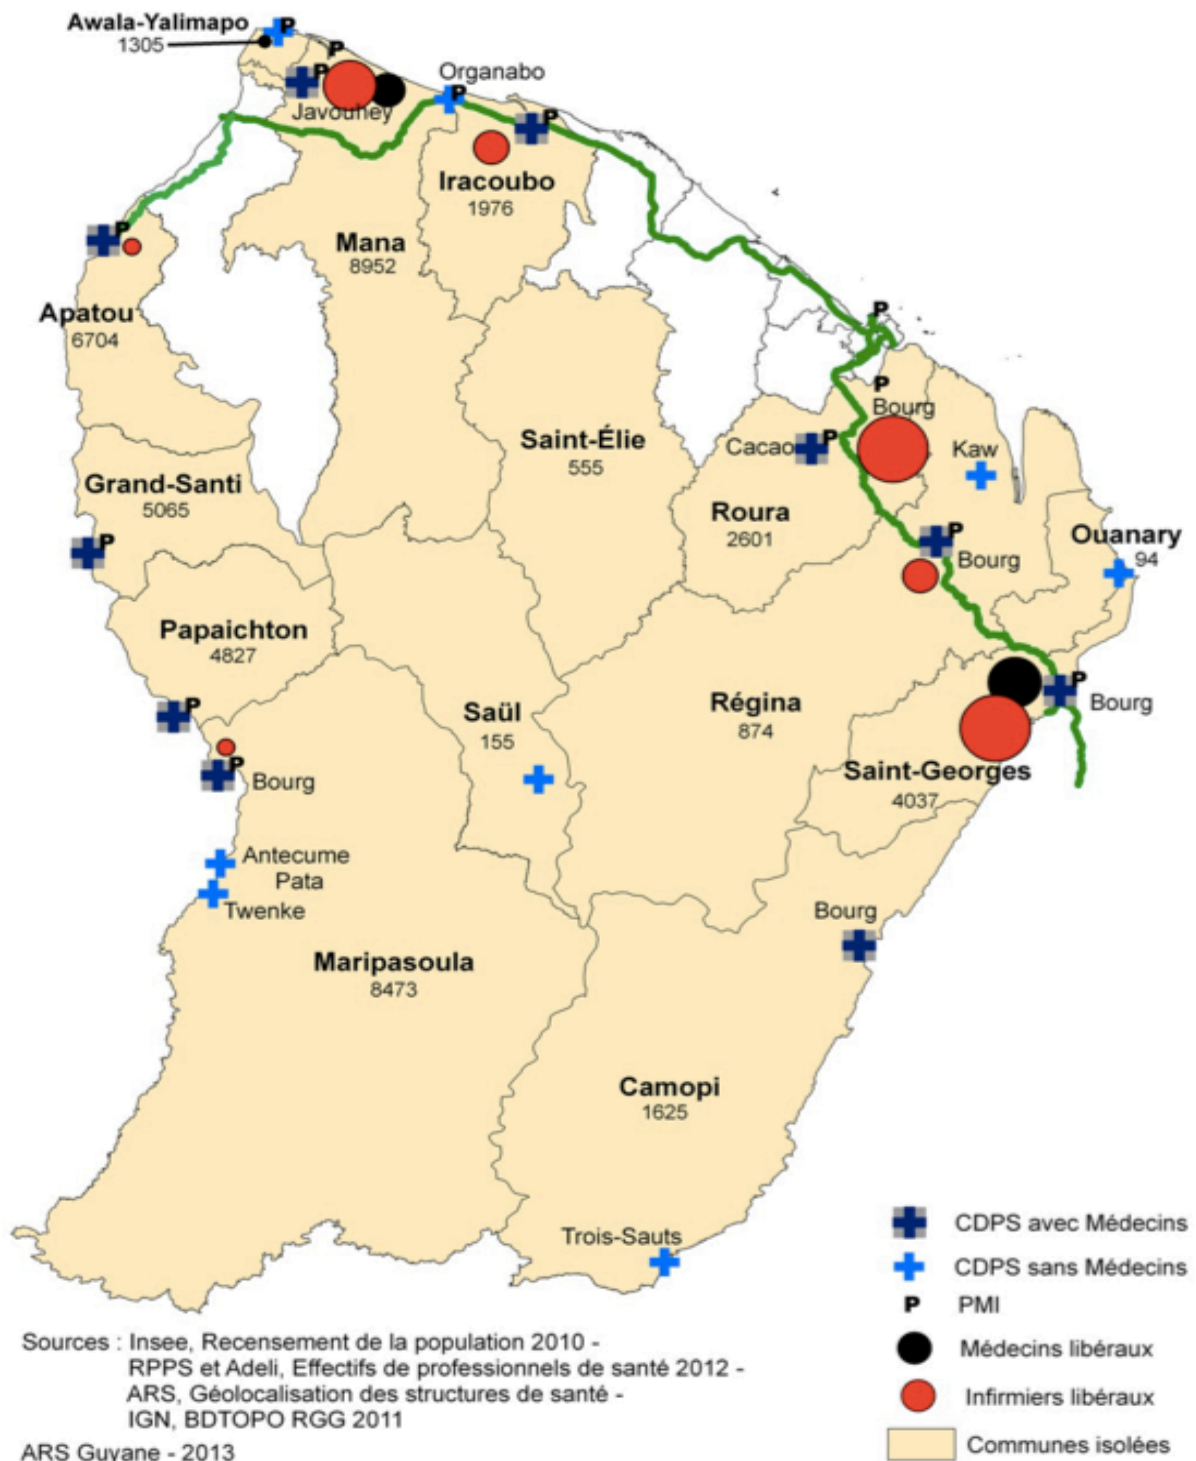 Awala-Yalimapo
1305
P
P
P
Organabo
P
P
Javouhey
Iracoubo
1976
P
Mana
8952
Apatou
6704
P
P
Bourg
Cacao
P
Saint-Élie
555
Kaw
Grand-Santi
5065
Roura
2601
P
Ouanary
94
P
Bourg
Papaichton
4827
P
Bourg
P
Saül
155
Régina
874
P
Bourg
Saint-Georges
4037
Antecume
Pata
Twenke
Bourg
Maripasoula
8473
Camopi
1625
Trois-Sauts
CDPS avec Médecins
CDPS sans Médecins
P PMI
Médecins libéraux
Infirmiers libéraux
Communes isolées
Sources : Insee, Recensement de la population 2010 -
RPPS et Adeli, Effectifs de professionnels de santé 2012 -
ARS, Géolocalisation des structures de santé -
IGN, BDTOPO RGG 2011
ARS Guyane - 2013